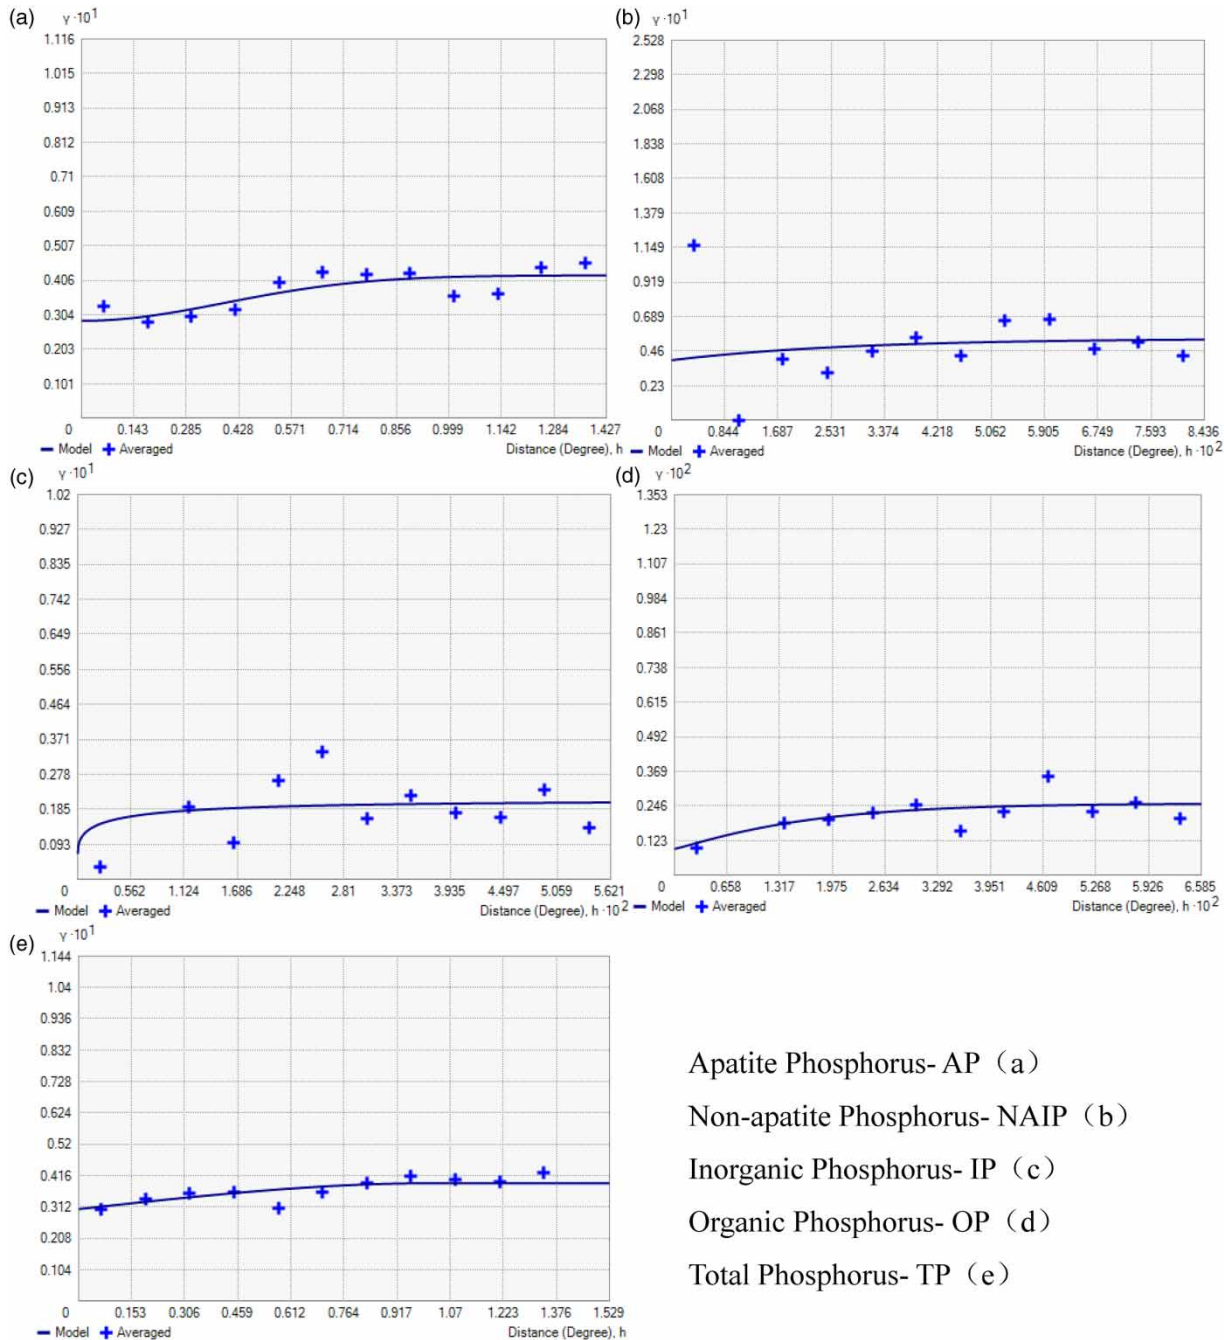 (a)
γ·10¹
1.116
1.015
0.913
0.812
0.71
0.609
0.507
0.406
0.304
0.203
0.101
0 0.143 0.285 0.428 0.571 0.714 0.856 0.999 1.142 1.284 1.427
Model Averaged Distance (Degree), h
(b)
γ·10¹
2.528
2.298
2.068
1.838
1.608
1.379
1.149
0.919
0.689
0.46
0.23
0 0.844 1.687 2.531 3.374 4.218 5.062 5.905 6.749 7.593 8.436
Model Averaged Distance (Degree), h·10²
(c)
γ·10¹
1.02
0.927
0.835
0.742
0.649
0.556
0.464
0.371
0.278
0.185
0.093
0 0.562 1.124 1.686 2.248 2.81 3.373 3.935 4.497 5.059 5.621
Model Averaged Distance (Degree), h·10²
(d)
γ·10²
1.353
1.23
1.107
0.984
0.861
0.738
0.615
0.492
0.369
0.246
0.123
0 0.658 1.317 1.975 2.634 3.292 3.951 4.609 5.268 5.926 6.585
Model Averaged Distance (Degree), h·10²
(e)
γ·10¹
1.144
1.04
0.936
0.832
0.728
0.624
0.52
0.416
0.312
0.208
0.104
0 0.153 0.306 0.459 0.612 0.764 0.917 1.07 1.223 1.376 1.529
Model Averaged Distance (Degree), h
Apatite Phosphorus- AP（a）
Non-apatite Phosphorus- NAIP（b）
Inorganic Phosphorus- IP（c）
Organic Phosphorus- OP（d）
Total Phosphorus- TP（e）